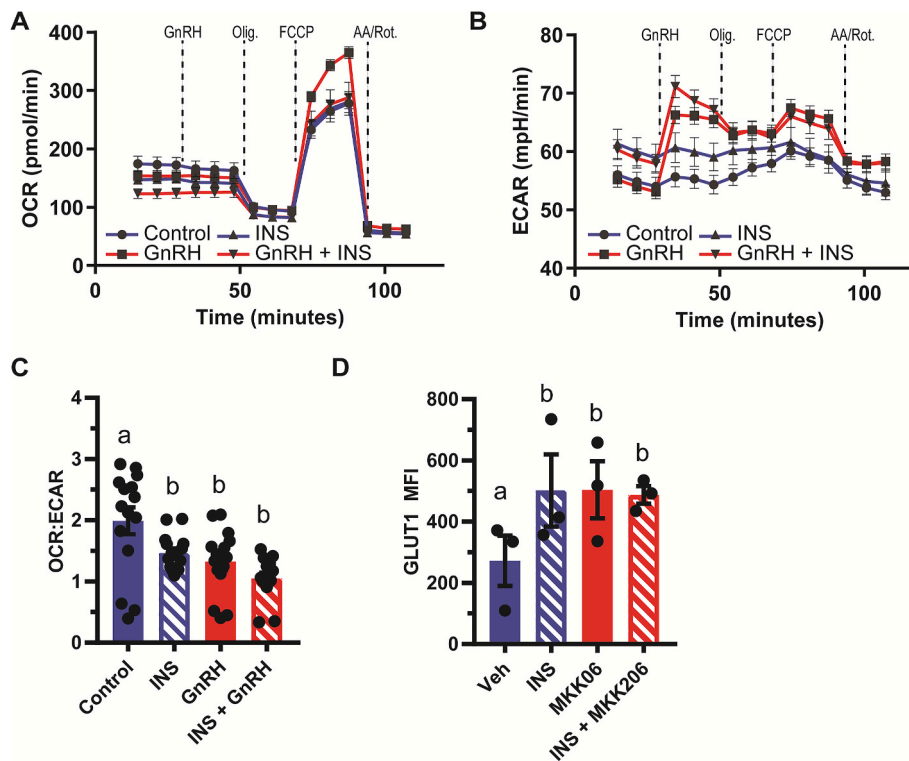 A
GnRH Olig. FCCP AA/Rot.
OCR (pmol/min)
400
300
200
100
0
Control INS
GnRH GnRH + INS
0 50 100
Time (minutes)
B
GnRH Olig. FCCP AA/Rot.
ECAR (mpH/min)
80
70
60
50
40
Control INS
GnRH GnRH + INS
0 50 100
Time (minutes)
C
OCR:ECAR
4
3
2
1
0
a b b b
Control INS GnRH INS + GnRH
D
GLUT1 MFI
800
600
400
200
0
a b b b
Veh INS MKK06 INS + MKK206